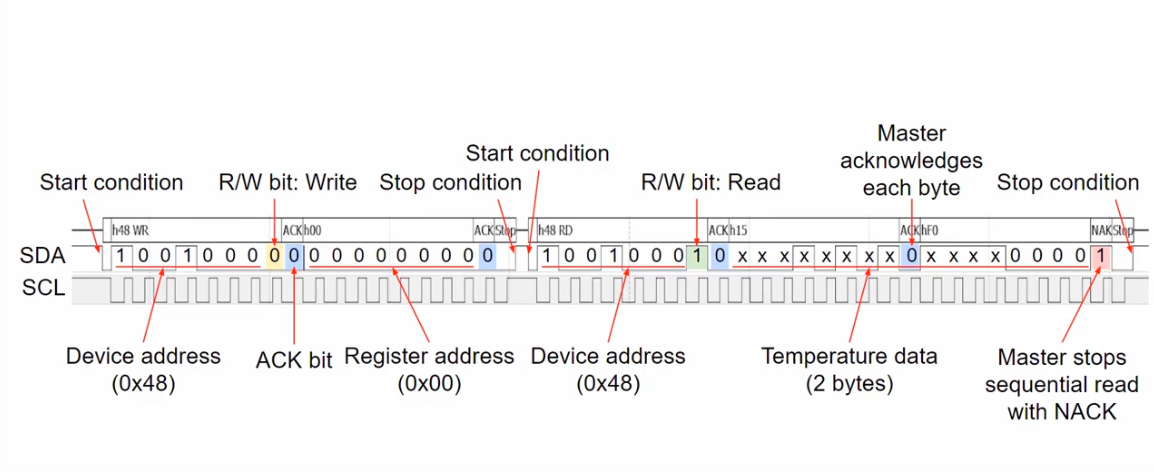 Master
acknowledges
each byte
Start condition
Start condition
R/W bit: Write
Stop condition
R/W bit: Read
Stop condition
h48 WR ACK h00 ACK Stop h48 RD ACK h15 ACK hF0 NAK Stop
SDA 1 0 0 1 0 0 0 0 0 0 0 0 0 0 0 0 0 0 1 0 0 1 0 0 0 1 0 x x x x x x x x 0 x x x x 0 0 0 0 1
SCL
Device address
(0x48)
ACK bit
Register address
(0x00)
Device address
(0x48)
Temperature data
(2 bytes)
Master stops
sequential read
with NACK